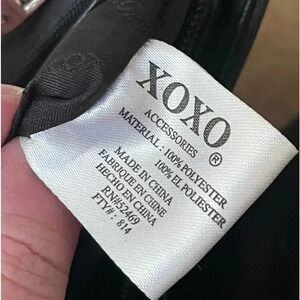 XOXO
®
ACCESSORIES
MATERIAL : 100% POLYESTER
100% EL POLIYESTER
MADE IN CHINA
FABRIQUE EN CHINE
HECHO EN CHINA
RN#52469
FTY# : 814